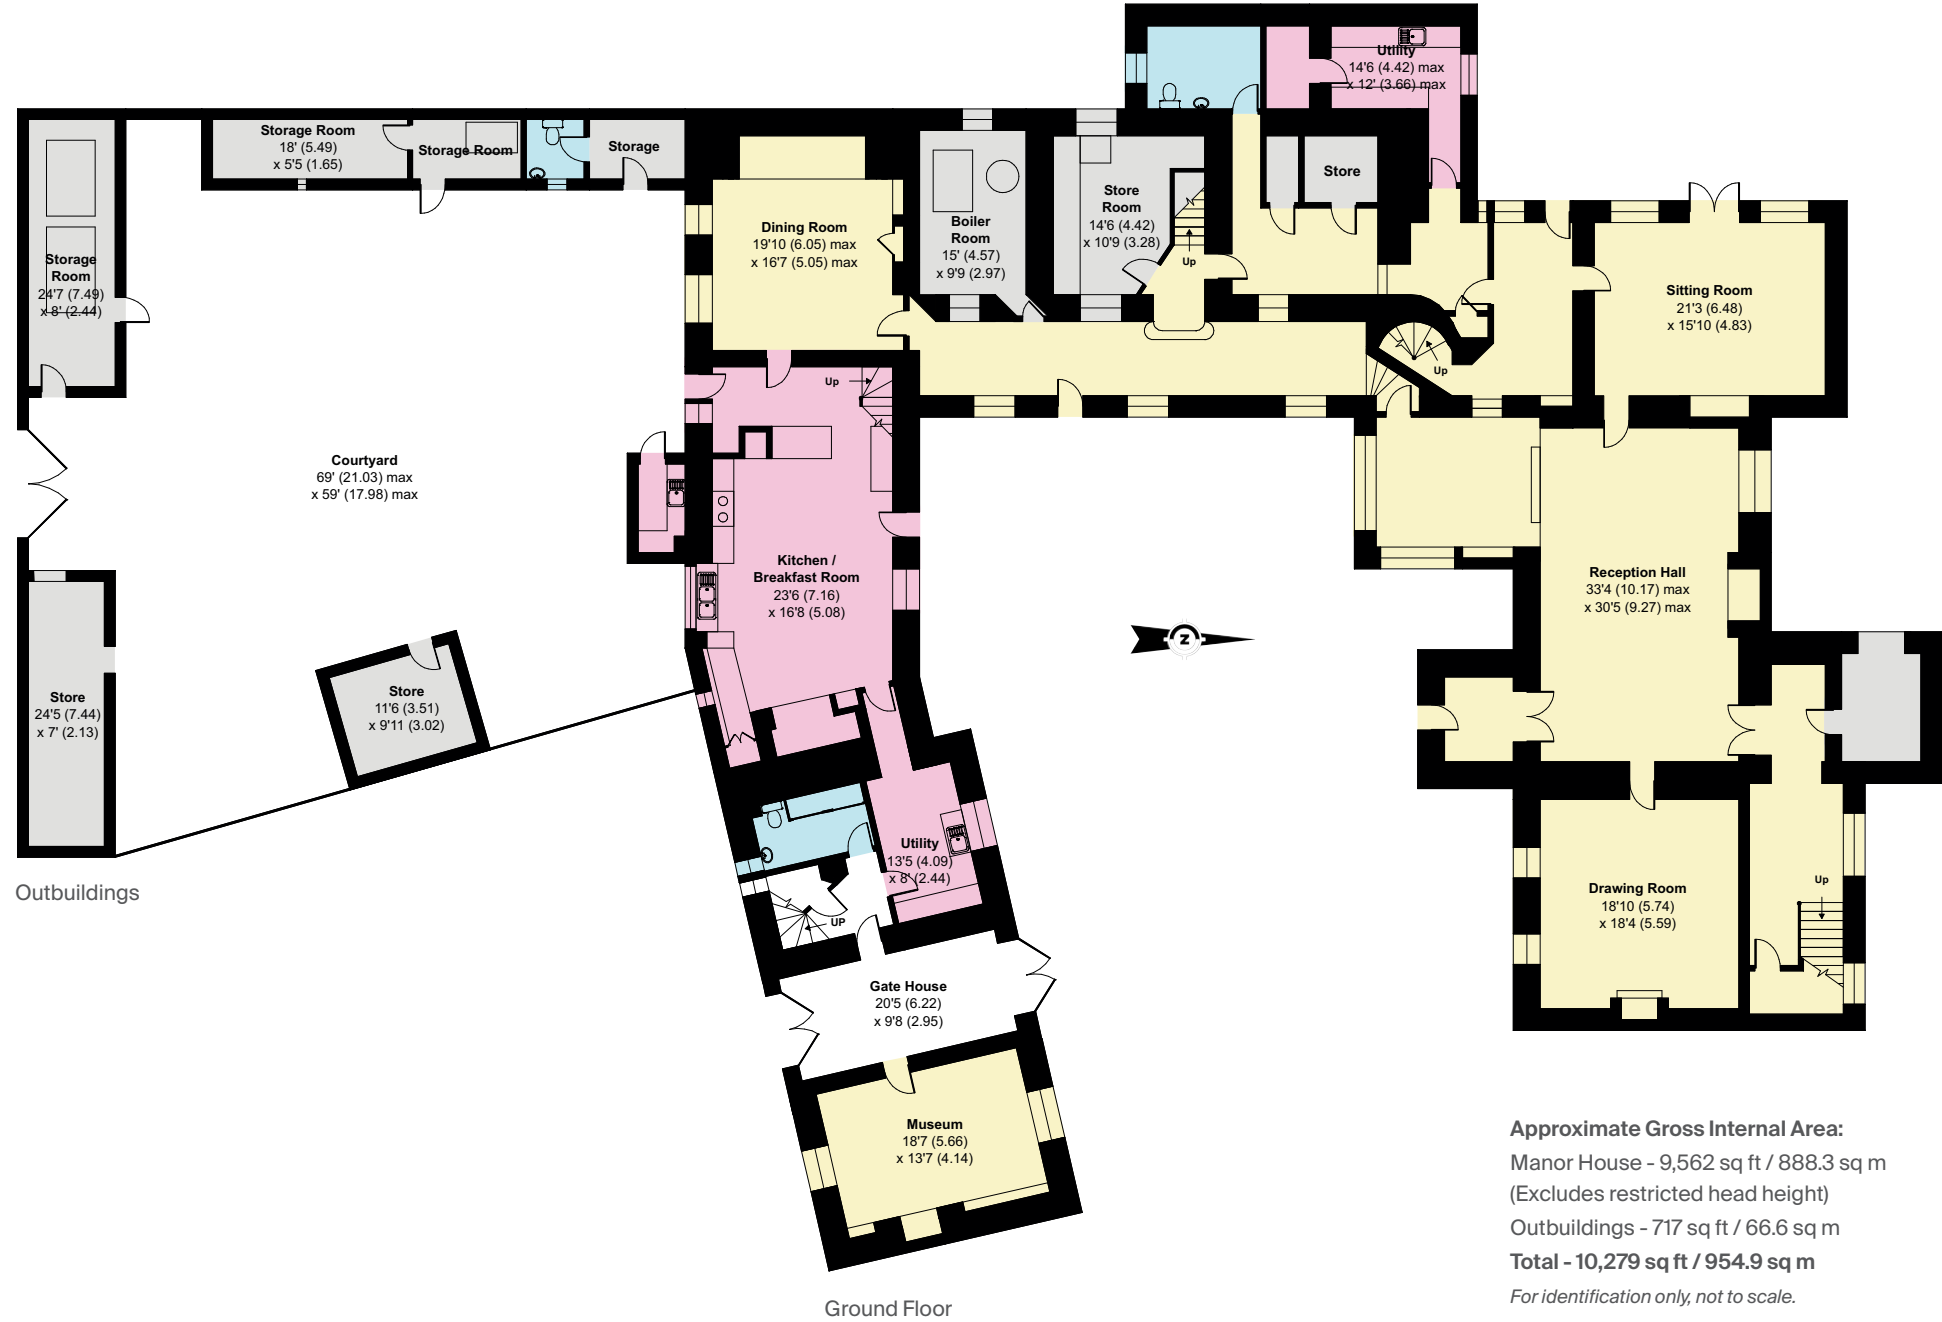 Utility
14'6 (4.42) max
x 12' (3.66) max
Storage Room
18' (5.49)
x 5'5 (1.65)
Storage Room
Storage
Store
Store
Room
14'6 (4.42)
x 10'9 (3.28)
Up
Boiler
Room
15' (4.57)
x 9'9 (2.97)
Dining Room
19'10 (6.05) max
x 16'7 (5.05) max
Storage
Room
24'7 (7.49)
x 8' (2.44)
Sitting Room
21'3 (6.48)
x 15'10 (4.83)
Up
Up
Courtyard
69' (21.03) max
x 59' (17.98) max
Kitchen /
Breakfast Room
23'6 (7.16)
x 16'8 (5.08)
Reception Hall
33'4 (10.17) max
x 30'5 (9.27) max
Z
Store
24'5 (7.44)
x 7' (2.13)
Store
11'6 (3.51)
x 9'11 (3.02)
Utility
13'5 (4.09)
x 8' (2.44)
UP
Outbuildings
Drawing Room
18'10 (5.74)
x 18'4 (5.59)
Up
Gate House
20'5 (6.22)
x 9'8 (2.95)
Museum
18'7 (5.66)
x 13'7 (4.14)
Ground Floor
Approximate Gross Internal Area:
Manor House - 9,562 sq ft / 888.3 sq m
(Excludes restricted head height)
Outbuildings - 717 sq ft / 66.6 sq m
Total - 10,279 sq ft / 954.9 sq m
For identification only, not to scale.